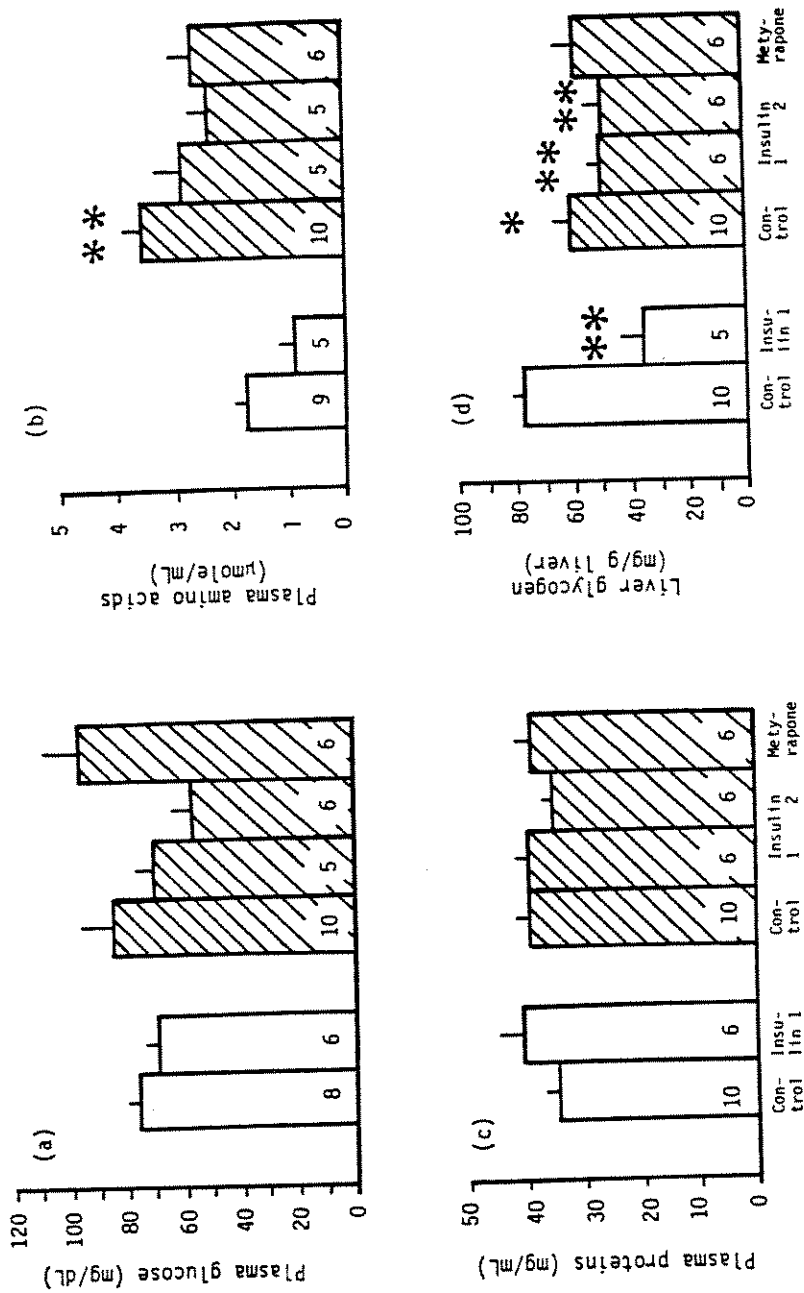 (a)
Plasma glucose (mg/dL)
120
100
80
60
40
20
0
8
6
10
5
6
6
(b)
Plasma amino acids
(µmole/mL)
5
4
3
2
1
0
9
5
**
10
5
5
6
(c)
Plasma proteins (mg/mL)
50
40
30
20
10
0
10
6
10
6
6
6
Con-
trol
Insu-
lin 1
Con-
trol
Insulin
1 2
Mety-
rapone
(d)
Liver glycogen
(mg/g liver)
100
80
60
40
20
0
10
**
5
*
10
**
6
**
6
6
Con-
trol
Insu-
lin 1
Con-
trol
Insulin
1 2
Mety-
rapone